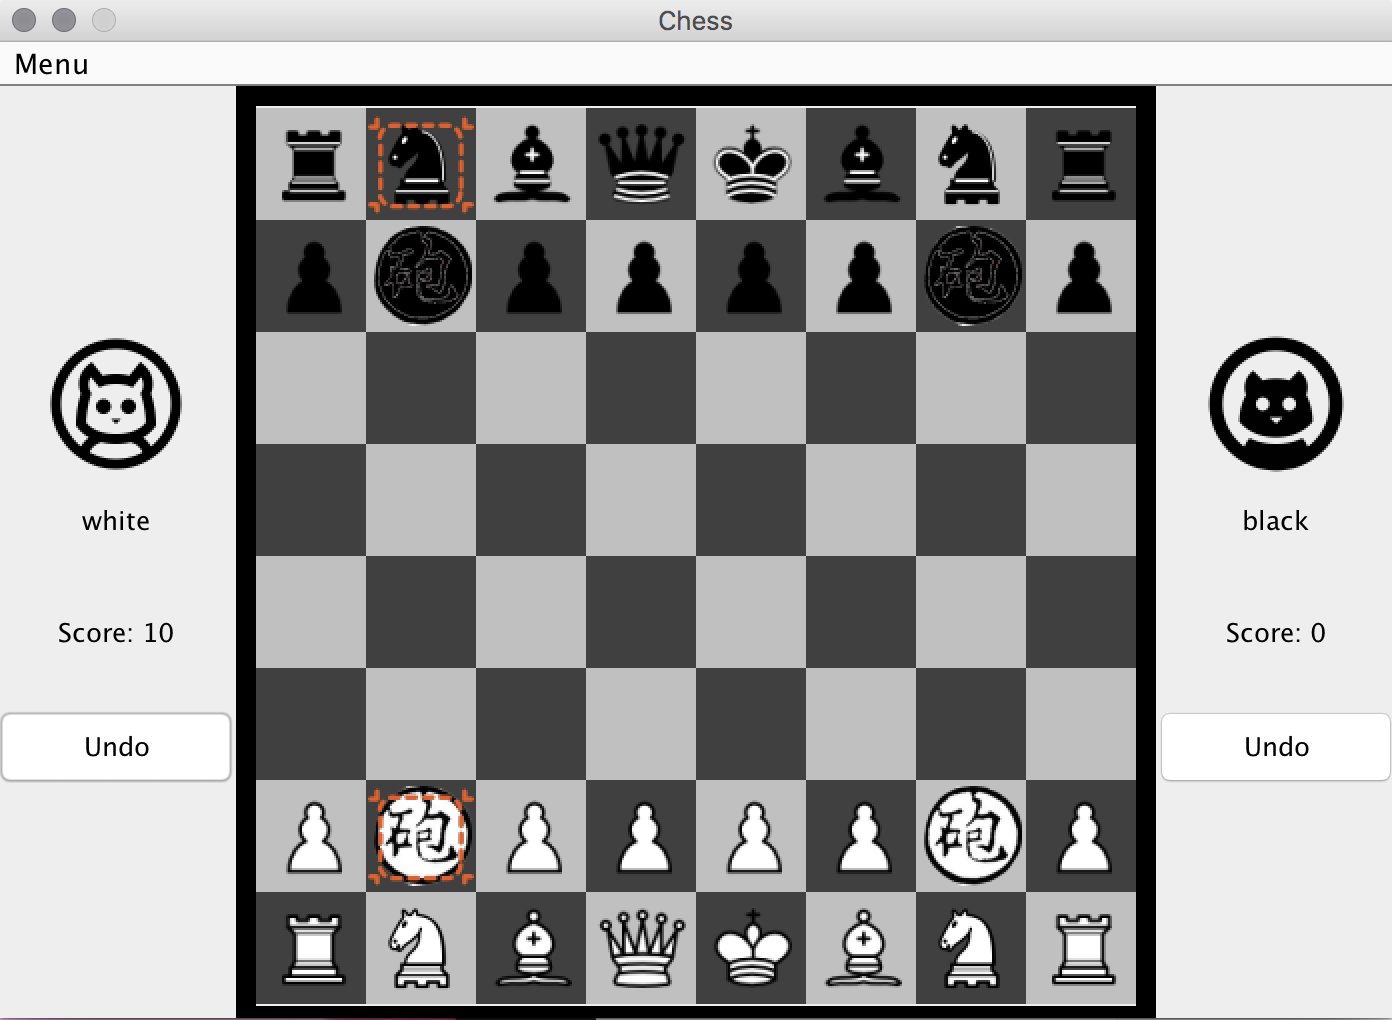 Chess
Menu
砲
砲
white
black
Score: 10
Score: 0
Undo
Undo
砲
砲